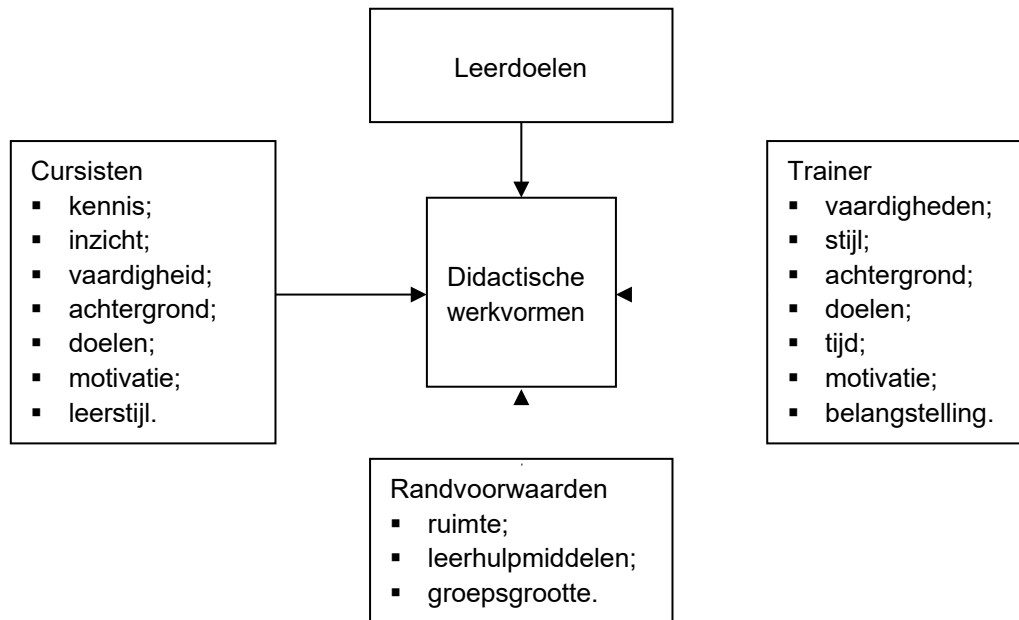 Leerdoelen
Cursisten
▪ kennis;
▪ inzicht;
▪ vaardigheid;
▪ achtergrond;
▪ doelen;
▪ motivatie;
▪ leerstijl.
Didactische
werkvormen
Trainer
▪ vaardigheden;
▪ stijl;
▪ achtergrond;
▪ doelen;
▪ tijd;
▪ motivatie;
▪ belangstelling.
Randvoorwaarden
▪ ruimte;
▪ leerhulpmiddelen;
▪ groepsgrootte.